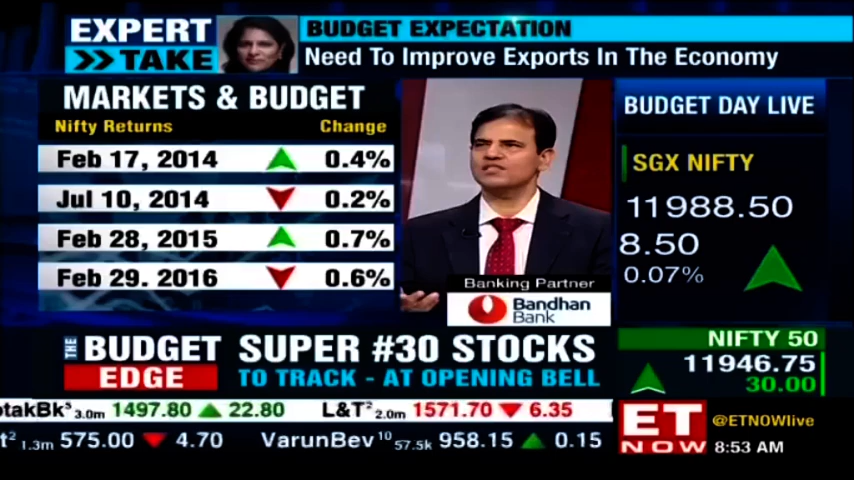 EXPERT
>> TAKE
BUDGET EXPECTATION
Need To Improve Exports In The Economy
MARKETS & BUDGET
Nifty Returns Change
Feb 17, 2014 0.4%
Jul 10, 2014 0.2%
Feb 28, 2015 0.7%
Feb 29. 2016 0.6%
Banking Partner
Bandhan
Bank
BUDGET DAY LIVE
SGX NIFTY
11988.50
8.50
0.07%
THE BUDGET
EDGE
SUPER #30 STOCKS
TO TRACK - AT OPENING BELL
NIFTY 50
11946.75
30.00
otakBk⁵ 3.0m 1497.80 22.80 L&T² 2.0m 1571.70 6.35
t² 1.3m 575.00 4.70 VarunBev¹⁰ 57.5k 958.15 0.15
ET
NOW
@ETNOWlive
8:53 AM